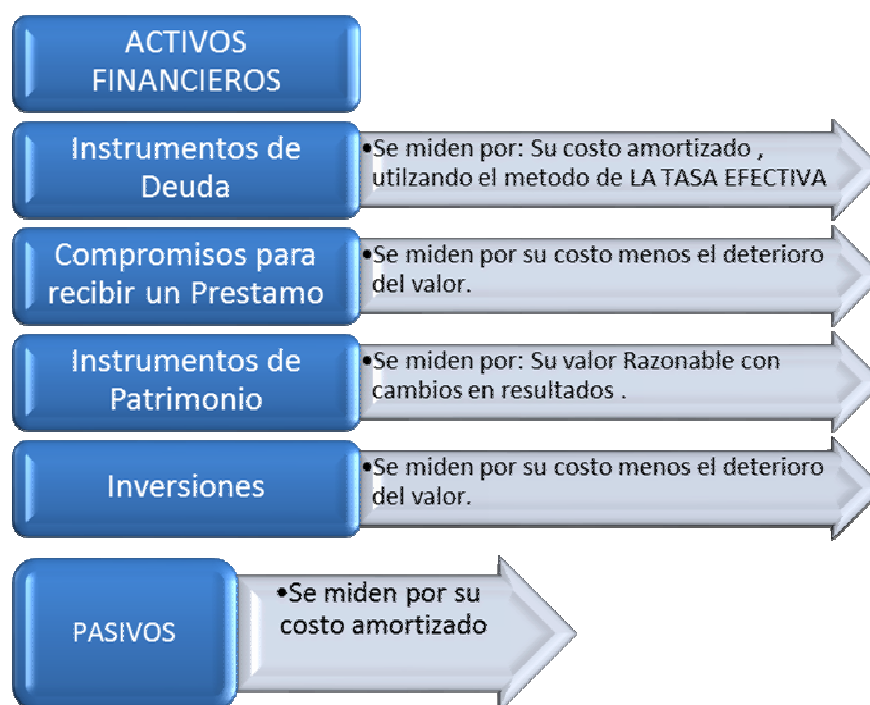 ACTIVOS
FINANCIEROS
Instrumentos de
Deuda
•Se miden por: Su costo amortizado ,
utilzando el metodo de LA TASA EFECTIVA
Compromisos para
recibir un Prestamo
•Se miden por su costo menos el deterioro
del valor.
Instrumentos de
Patrimonio
•Se miden por: Su valor Razonable con
cambios en resultados .
Inversiones
•Se miden por su costo menos el deterioro
del valor.
PASIVOS
•Se miden por su
costo amortizado